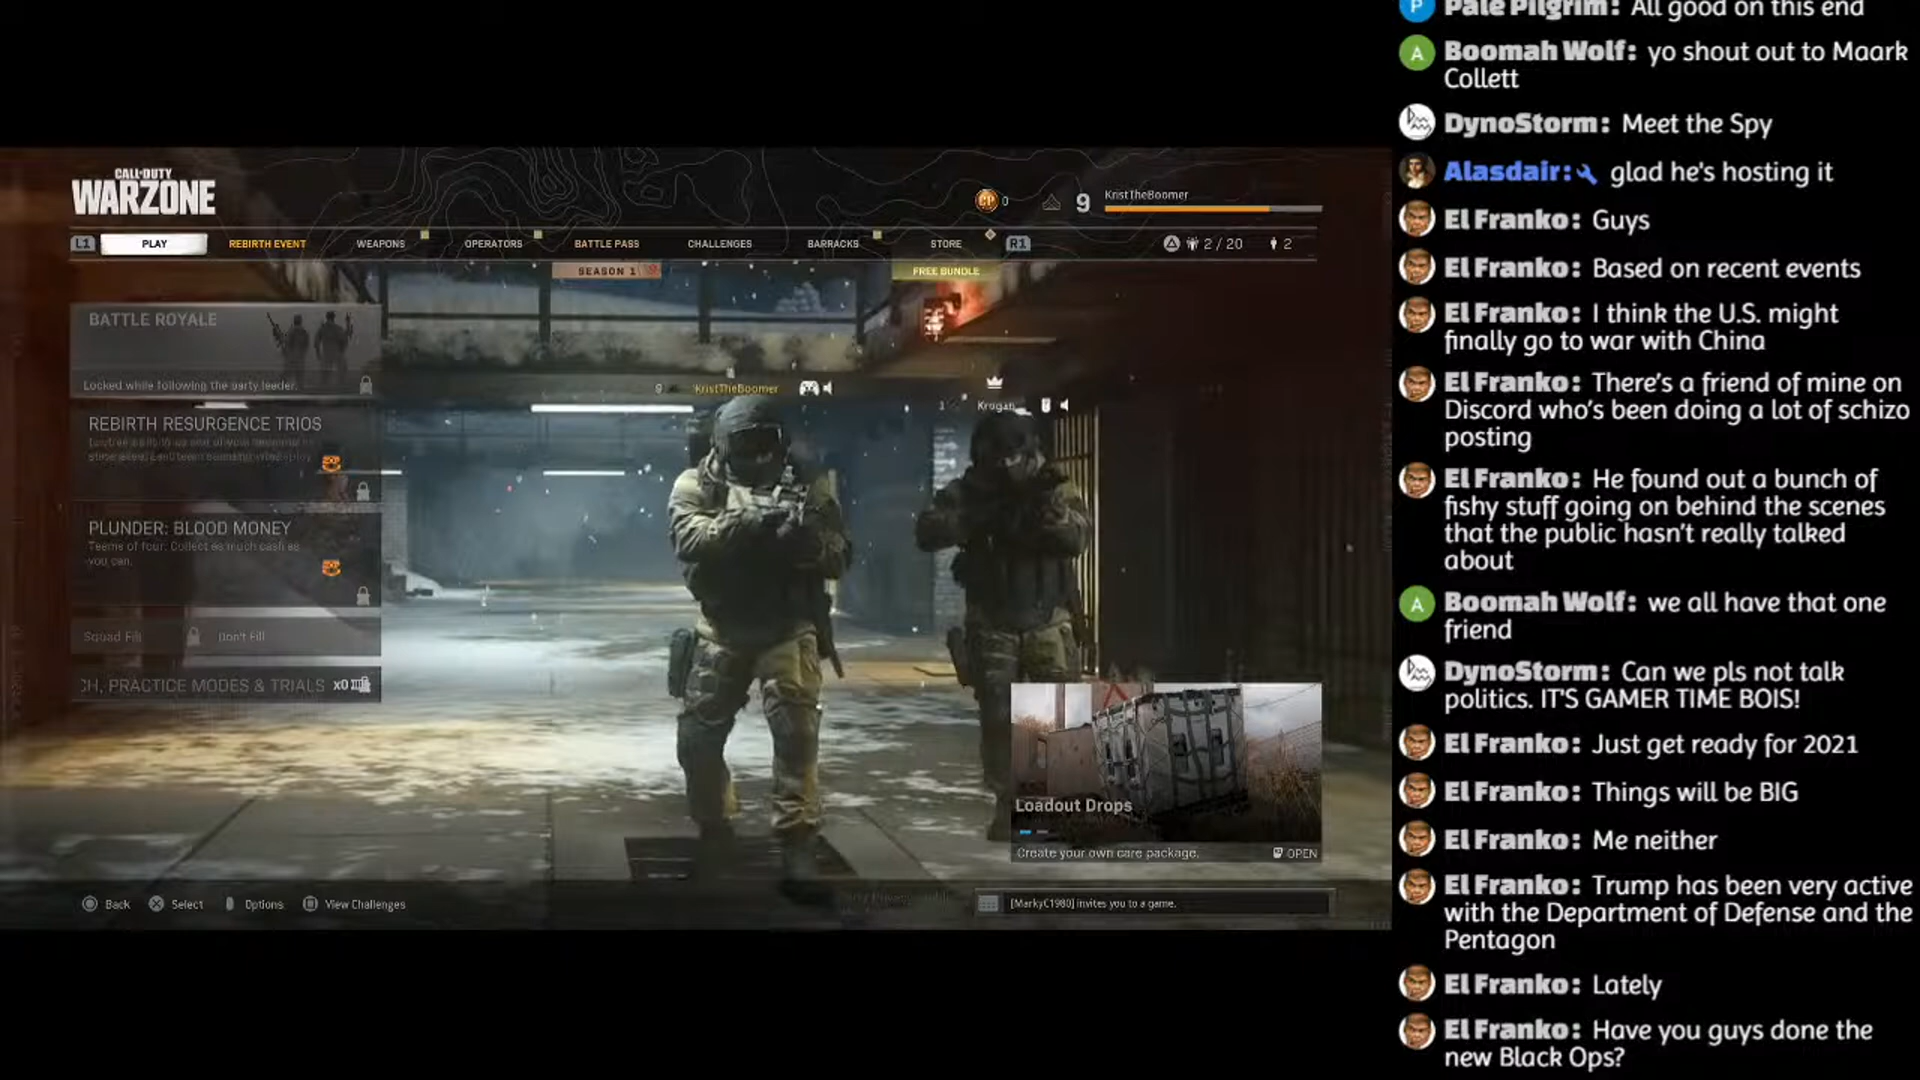 CALL OF DUTY
WARZONE
CP 0
9
KristTheBoomer
L1
PLAY
REBIRTH EVENT
WEAPONS
OPERATORS
BATTLE PASS
CHALLENGES
BARRACKS
STORE
R1
2 / 20
2
SEASON 1
FREE BUNDLE
BATTLE ROYALE
Locked while following the party leader.
REBIRTH RESURGENCE TRIOS
PLUNDER: BLOOD MONEY
Teams of four. Collect as much cash as
you can.
Squad Fill
Don't Fill
CH, PRACTICE MODES & TRIALS
x0
9
KristTheBoomer
1
Krogan
Loadout Drops
Create your own care package.
OPEN
Back
Select
Options
View Challenges
[MarkyC1980] invites you to a game.
P
Pale Pilgrim: All good on this end
A
Boomah Wolf: yo shout out to Maark
Collett
DynoStorm: Meet the Spy
Alasdair: glad he's hosting it
El Franko: Guys
El Franko: Based on recent events
El Franko: I think the U.S. might
finally go to war with China
El Franko: There's a friend of mine on
Discord who's been doing a lot of schizo
posting
El Franko: He found out a bunch of
fishy stuff going on behind the scenes
that the public hasn't really talked
about
A
Boomah Wolf: we all have that one
friend
DynoStorm: Can we pls not talk
politics. IT'S GAMER TIME BOIS!
El Franko: Just get ready for 2021
El Franko: Things will be BIG
El Franko: Me neither
El Franko: Trump has been very active
with the Department of Defense and the
Pentagon
El Franko: Lately
El Franko: Have you guys done the
new Black Ops?